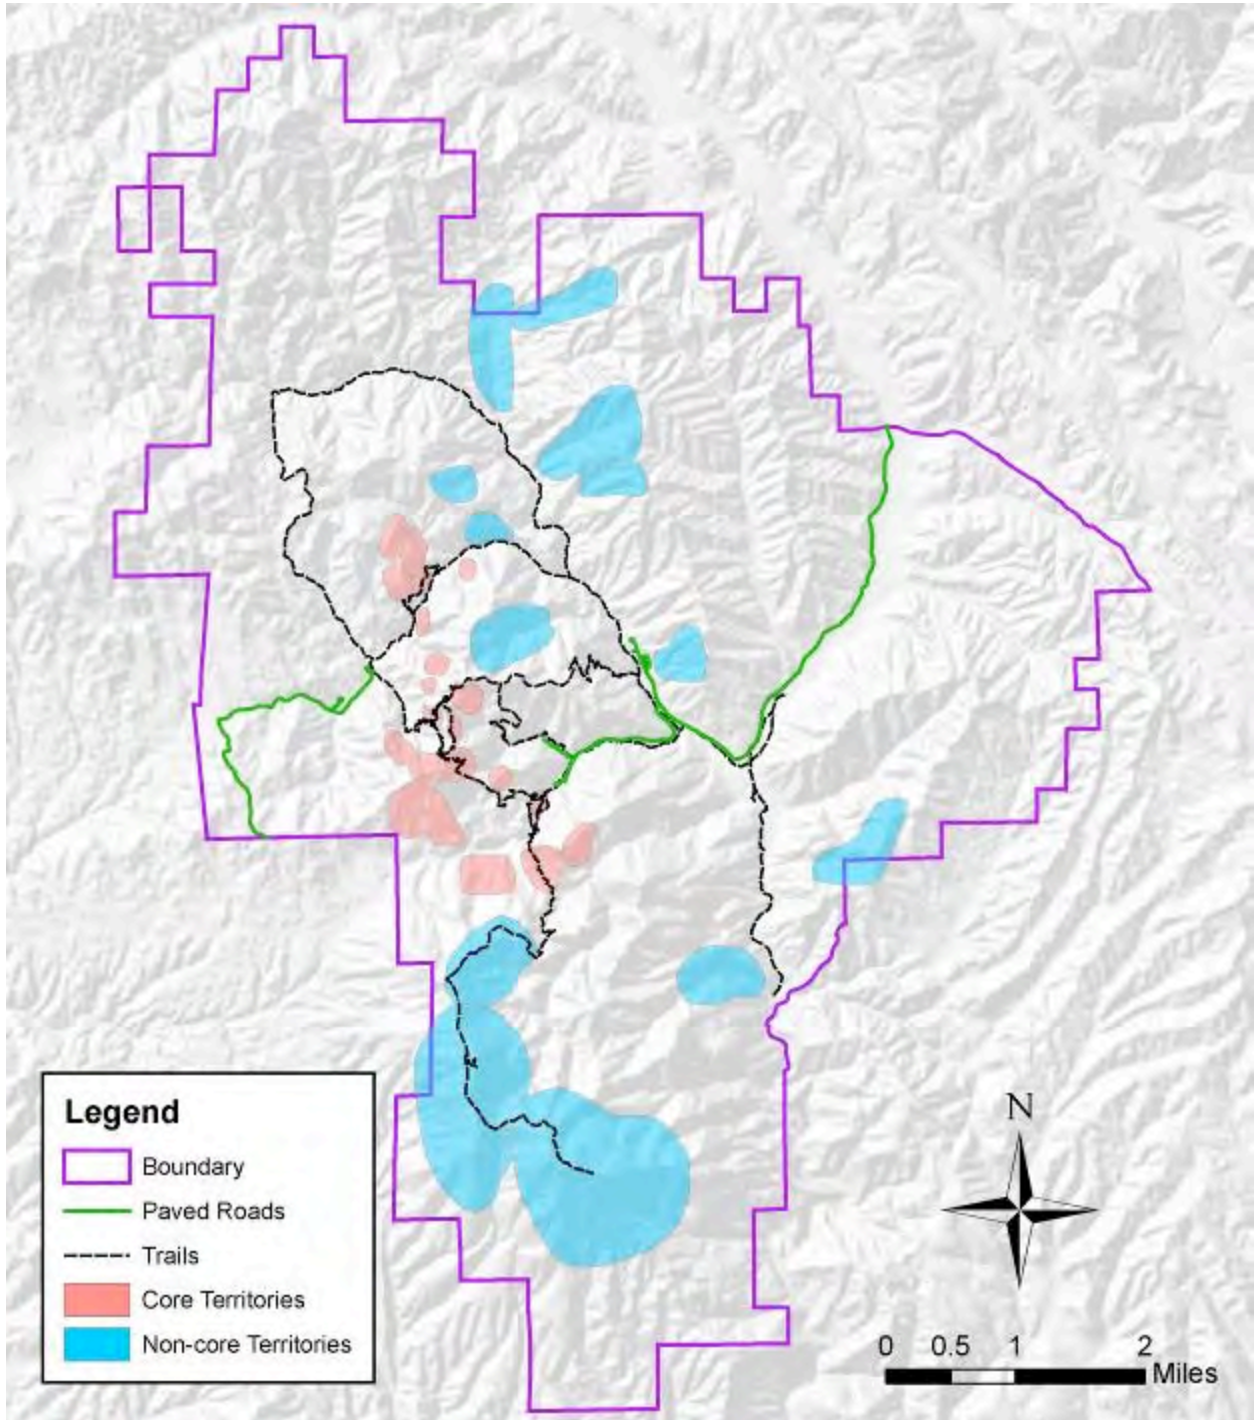 Legend
Boundary
Paved Roads
Trails
Core Territories
Non-core Territories
N
0 0.5 1 2
Miles